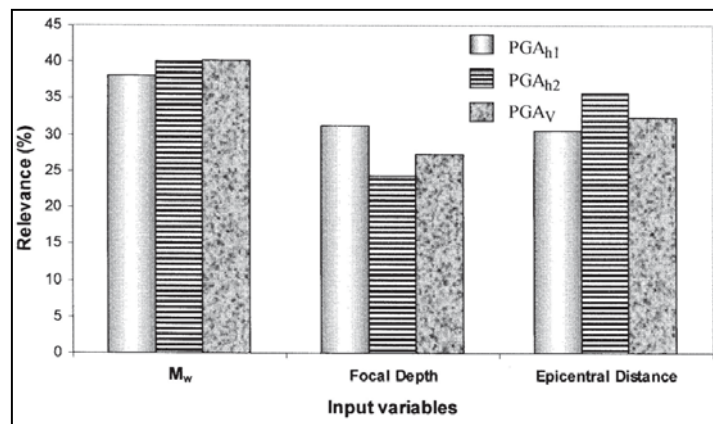 45
40
35
30
25
20
15
10
5
0
Relevance (%)
PGAh1
PGAh2
PGAV
Mw
Focal Depth
Epicentral Distance
Input variables